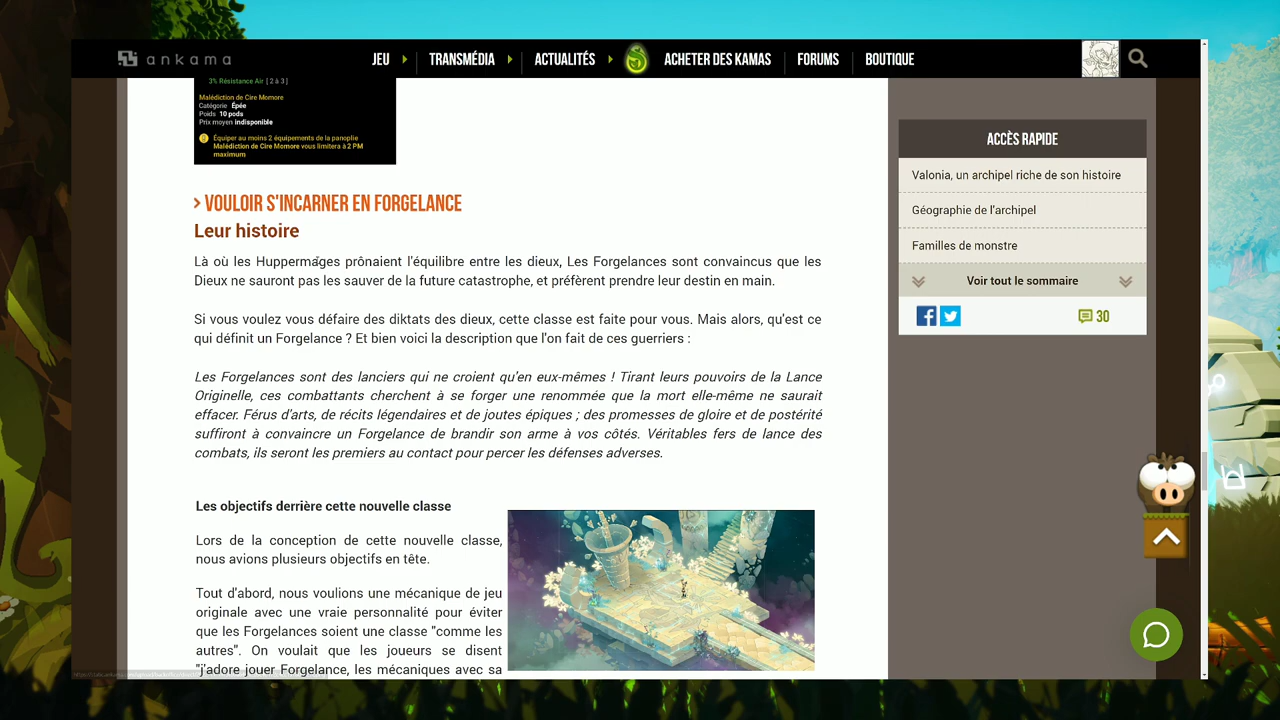 ankama
JEU
TRANSMÉDIA
ACTUALITÉS
ACHETER DES KAMAS
FORUMS
BOUTIQUE
3% Résistance Air [ 2 à 3 ]
Malédiction de Cire Momore
Catégorie Épée
Poids 10 pods
Prix moyen indisponible
Équiper au moins 2 équipements de la panoplie
Malédiction de Cire Momore vous limitera à 2 PM
maximum
VOULOIR S'INCARNER EN FORGELANCE
Leur histoire
Là où les Huppermages prônaient l'équilibre entre les dieux, Les Forgelances sont convaincus que les
Dieux ne sauront pas les sauver de la future catastrophe, et préfèrent prendre leur destin en main.
Si vous voulez vous défaire des diktats des dieux, cette classe est faite pour vous. Mais alors, qu'est ce
qui définit un Forgelance ? Et bien voici la description que l'on fait de ces guerriers :
Les Forgelances sont des lanciers qui ne croient qu'en eux-mêmes ! Tirant leurs pouvoirs de la Lance
Originelle, ces combattants cherchent à se forger une renommée que la mort elle-même ne saurait
effacer. Férus d'arts, de récits légendaires et de joutes épiques ; des promesses de gloire et de postérité
suffiront à convaincre un Forgelance de brandir son arme à vos côtés. Véritables fers de lance des
combats, ils seront les premiers au contact pour percer les défenses adverses.
Les objectifs derrière cette nouvelle classe
Lors de la conception de cette nouvelle classe,
nous avions plusieurs objectifs en tête.
Tout d'abord, nous voulions une mécanique de jeu
originale avec une vraie personnalité pour éviter
que les Forgelances soient une classe "comme les
autres". On voulait que les joueurs se disent
"j'adore jouer Forgelance, les mécaniques avec sa
ACCÈS RAPIDE
Valonia, un archipel riche de son histoire
Géographie de l'archipel
Familles de monstre
Voir tout le sommaire
30